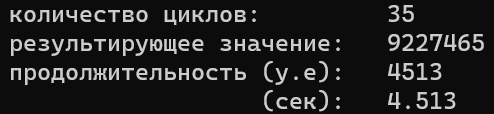 количество циклов: 35
результирующее значение: 9227465
продолжительность (у.е): 4513
(сек): 4.513